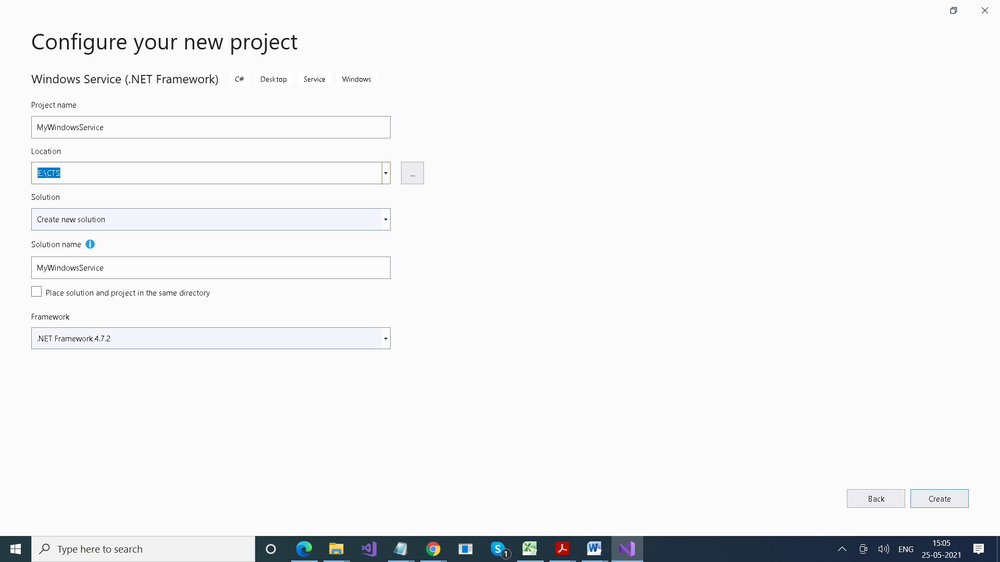 Configure your new project
Windows Service (.NET Framework) C# Desktop Service Windows
Project name
MyWindowsService
Location
E:\CTS
...
Solution
Create new solution
Solution name
MyWindowsService
Place solution and project in the same directory
Framework
.NET Framework 4.7.2
Back Create
Type here to search
S 1
ENG
15:05
25-05-2021